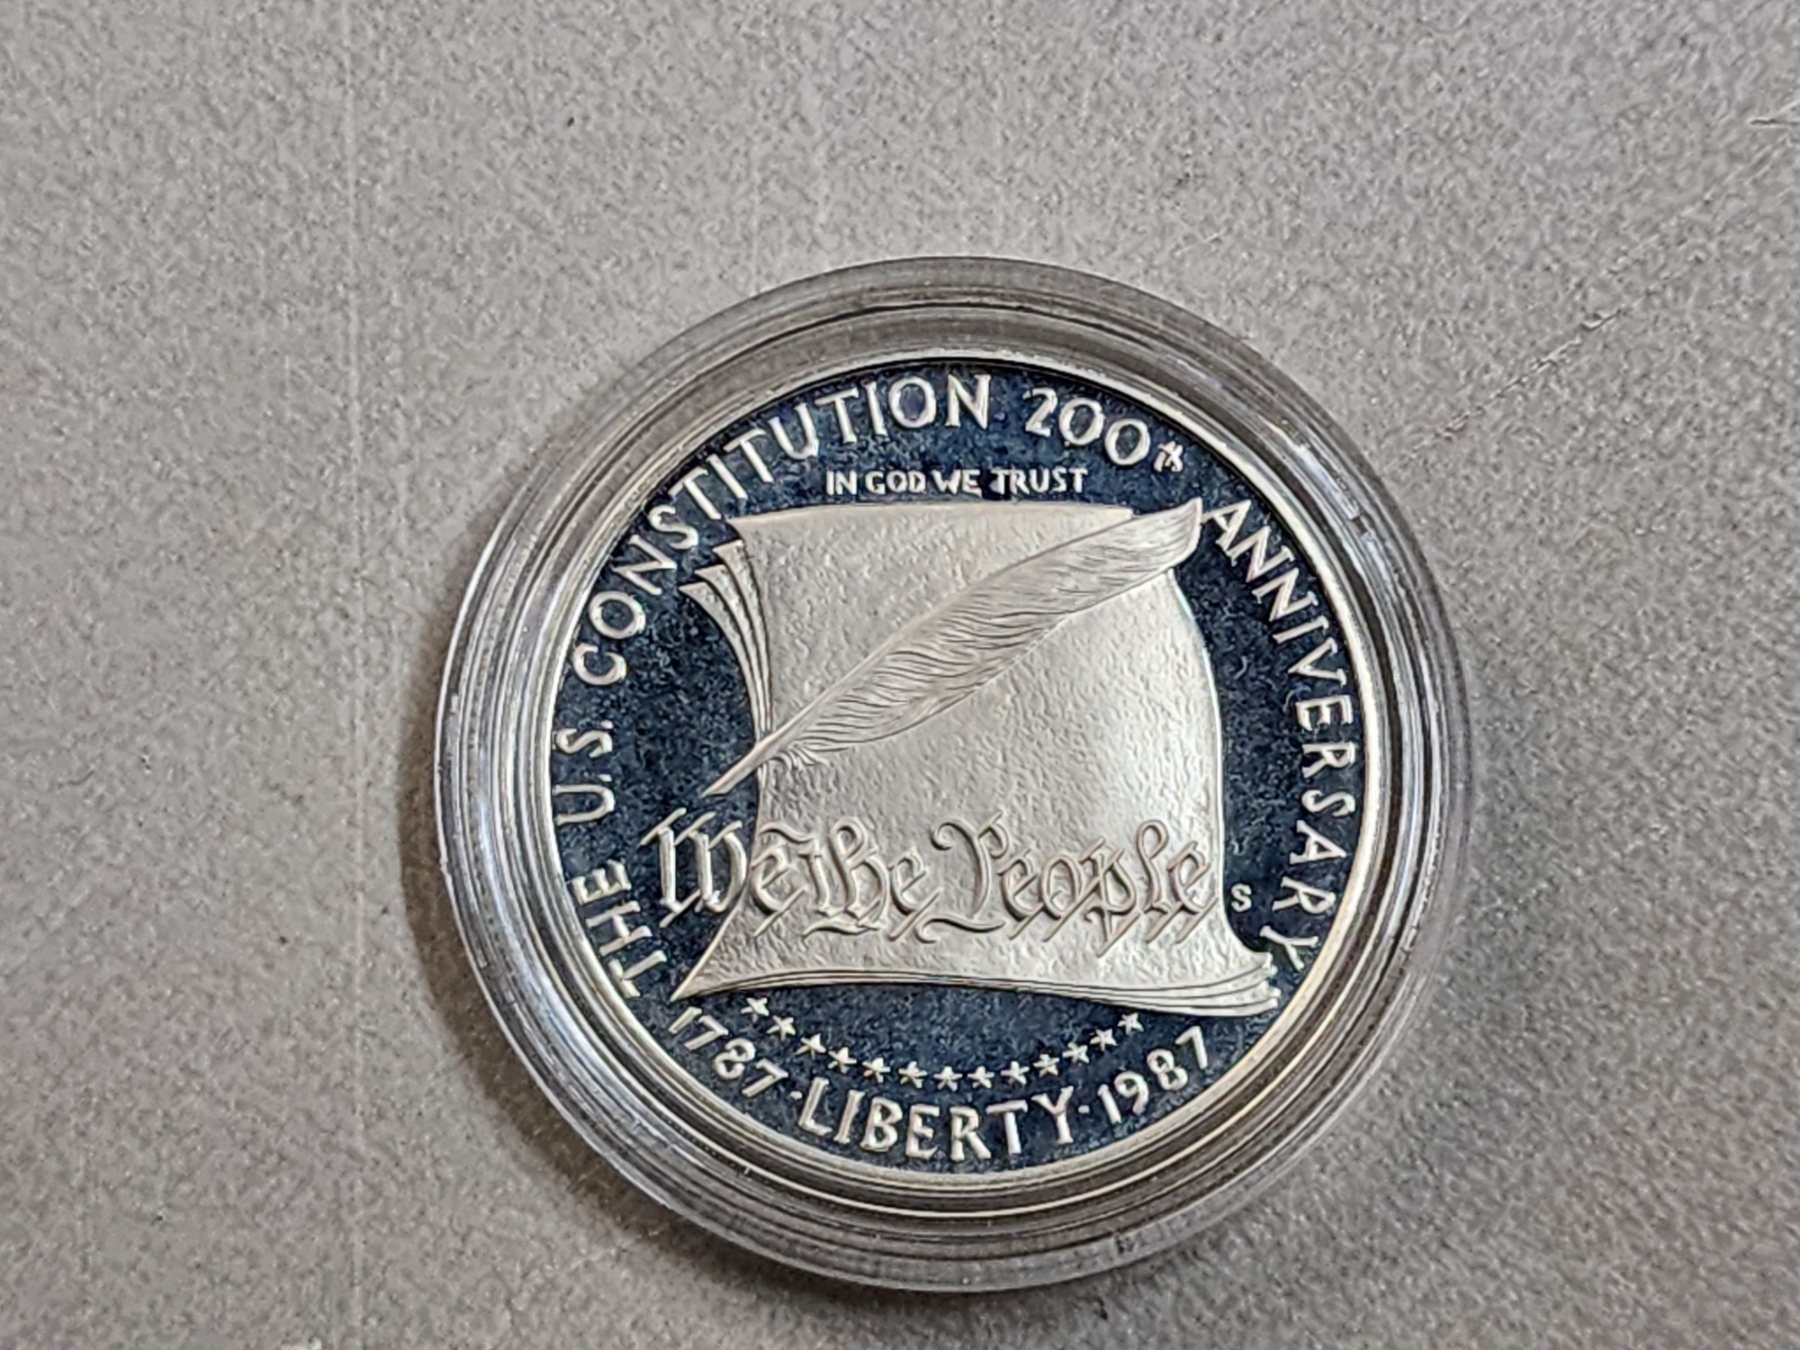 THE U.S. CONSTITUTION 200th ANNIVERSARY
IN GOD WE TRUST
We the People
S
1787 · LIBERTY · 1987